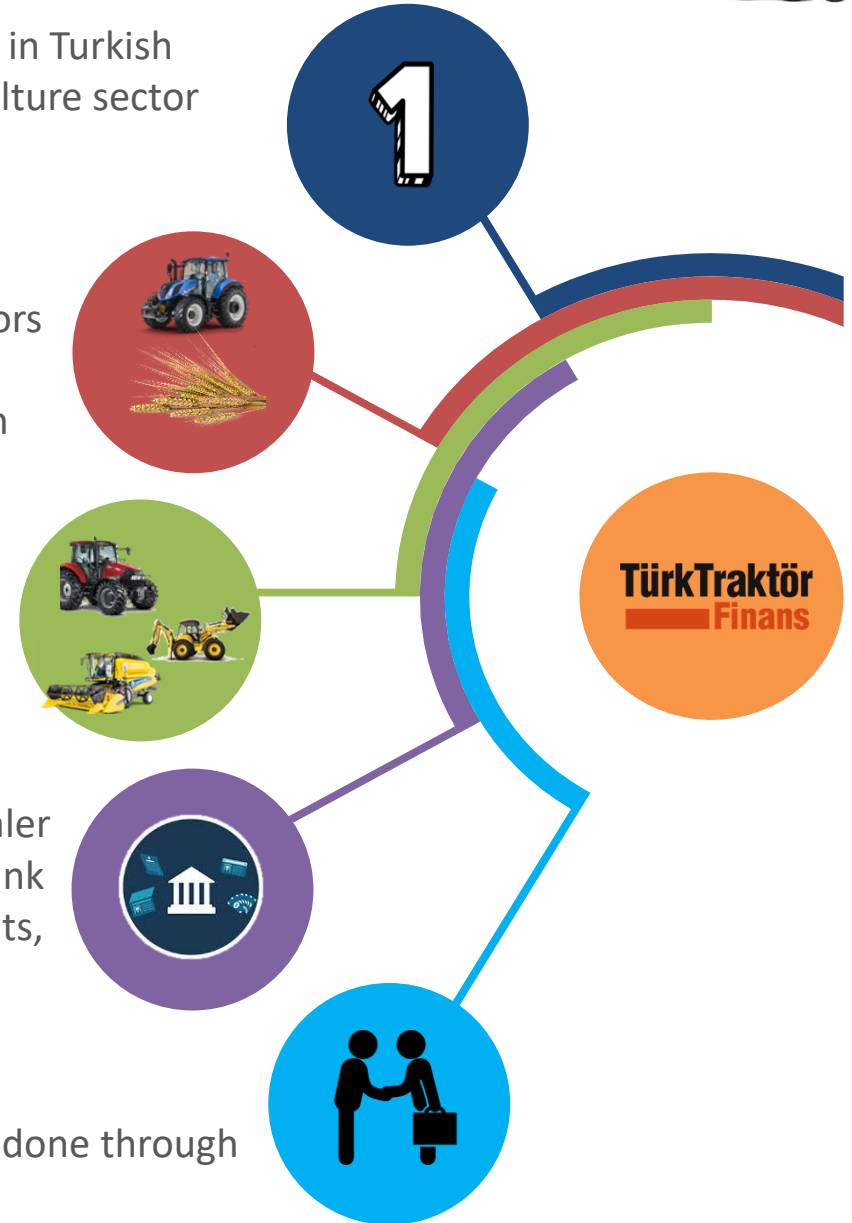 in Turkish
lture sector
1
ors
n
TürkTraktör
Finans
ler
nk
ts,
done through